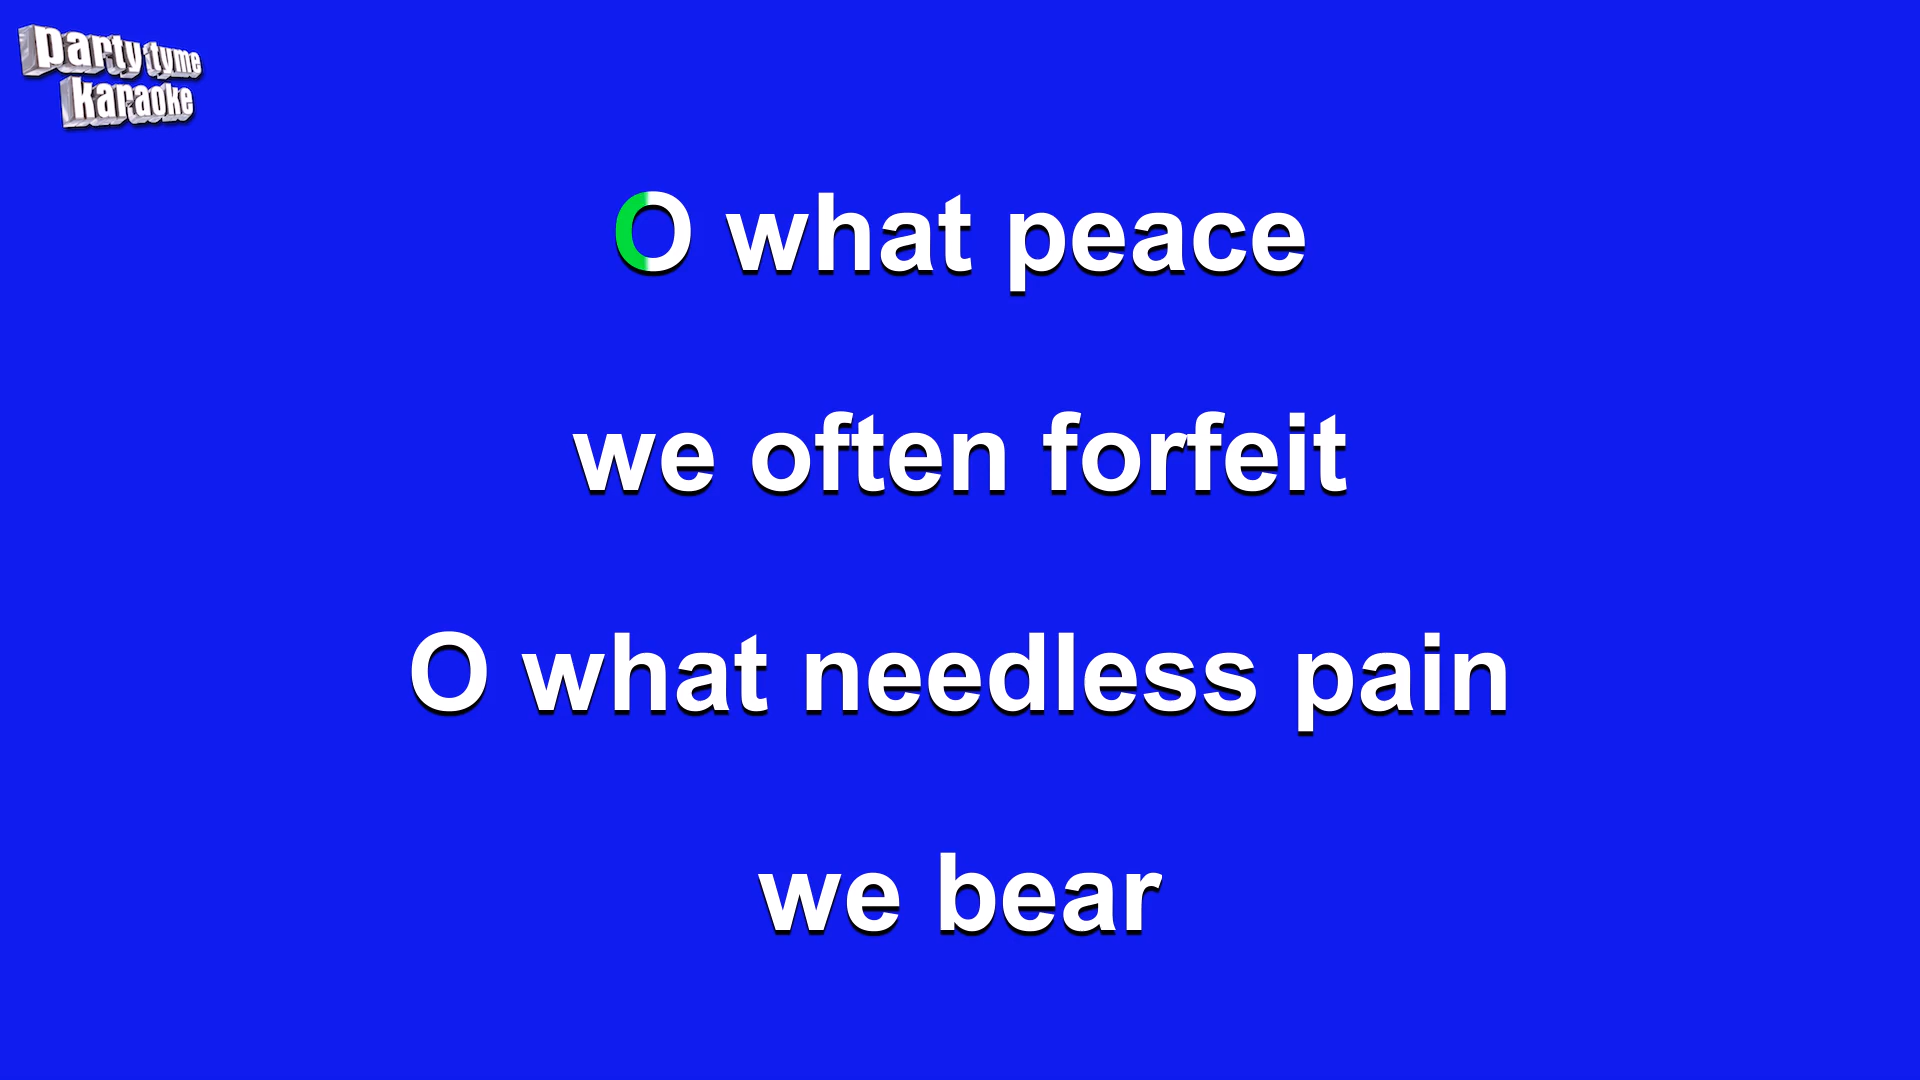 party tyme
karaoke
O what peace
we often forfeit
O what needless pain
we bear